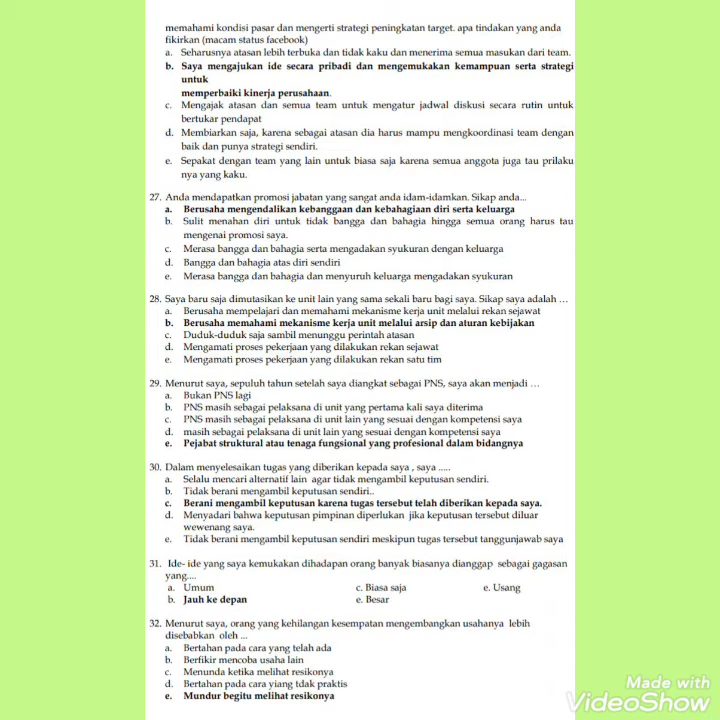 memahami kondisi pasar dan mengerti strategi peningkatan target. apa tindakan yang anda
fikirkan (macam status facebook)
a. Seharusnya atasan lebih terbuka dan tidak kaku dan menerima semua masukan dari team.
b. Saya mengajukan ide secara pribadi dan mengemukakan kemampuan serta strategi
untuk
memperbaiki kinerja perusahaan.
c. Mengajak atasan dan semua team untuk mengatur jadwal diskusi secara rutin untuk
bertukar pendapat
d. Membiarkan saja, karena sebagai atasan dia harus mampu mengkoordinasi team dengan
baik dan punya strategi sendiri.
e. Sepakat dengan team yang lain untuk biasa saja karena semua anggota juga tau prilaku
nya yang kaku.
27. Anda mendapatkan promosi jabatan yang sangat anda idam-idamkan. Sikap anda...
a. Berusaha mengendalikan kebanggaan dan kebahagiaan diri serta keluarga
b. Sulit menahan diri untuk tidak bangga dan bahagia hingga semua orang harus tau
mengenai promosi saya.
c. Merasa bangga dan bahagia serta mengadakan syukuran dengan keluarga
d. Bangga dan bahagia atas diri sendiri
e. Merasa bangga dan bahagia dan menyuruh keluarga mengadakan syukuran
28. Saya baru saja dimutasikan ke unit lain yang sama sekali baru bagi saya. Sikap saya adalah …
a. Berusaha mempelajari dan memahami mekanisme kerja unit melalui rekan sejawat
b. Berusaha memahami mekanisme kerja unit melalui arsip dan aturan kebijakan
c. Duduk-duduk saja sambil menunggu perintah atasan
d. Mengamati proses pekerjaan yang dilakukan rekan sejawat
e. Mengamati proses pekerjaan yang dilakukan rekan satu tim
29. Menurut saya, sepuluh tahun setelah saya diangkat sebagai PNS, saya akan menjadi …
a. Bukan PNS lagi
b. PNS masih sebagai pelaksana di unit yang pertama kali saya diterima
c. PNS masih sebagai pelaksana di unit lain yang sesuai dengan kompetensi saya
d. masih sebagai pelaksana di unit lain yang sesuai dengan kompetensi saya
e. Pejabat struktural atau tenaga fungsional yang profesional dalam bidangnya
30. Dalam menyelesaikan tugas yang diberikan kepada saya , saya .....
a. Selalu mencari alternatif lain agar tidak mengambil keputusan sendiri.
b. Tidak berani mengambil keputusan sendiri..
c. Berani mengambil keputusan karena tugas tersebut telah diberikan kepada saya.
d. Menyadari bahwa keputusan pimpinan diperlukan jika keputusan tersebut diluar
wewenang saya.
e. Tidak berani mengambil keputusan sendiri meskipun tugas tersebut tanggungjawab saya
31. Ide- ide yang saya kemukakan dihadapan orang banyak biasanya dianggap sebagai gagasan
yang....
a. Umum c. Biasa saja e. Usang
b. Jauh ke depan e. Besar
32. Menurut saya, orang yang kehilangan kesempatan mengembangkan usahanya lebih
disebabkan oleh ...
a. Bertahan pada cara yang telah ada
b. Berfikir mencoba usaha lain
c. Menunda ketika melihat resikonya
d. Bertahan pada cara yiang tdak praktis
e. Mundur begitu melihat resikonya
Made with
VideoShow